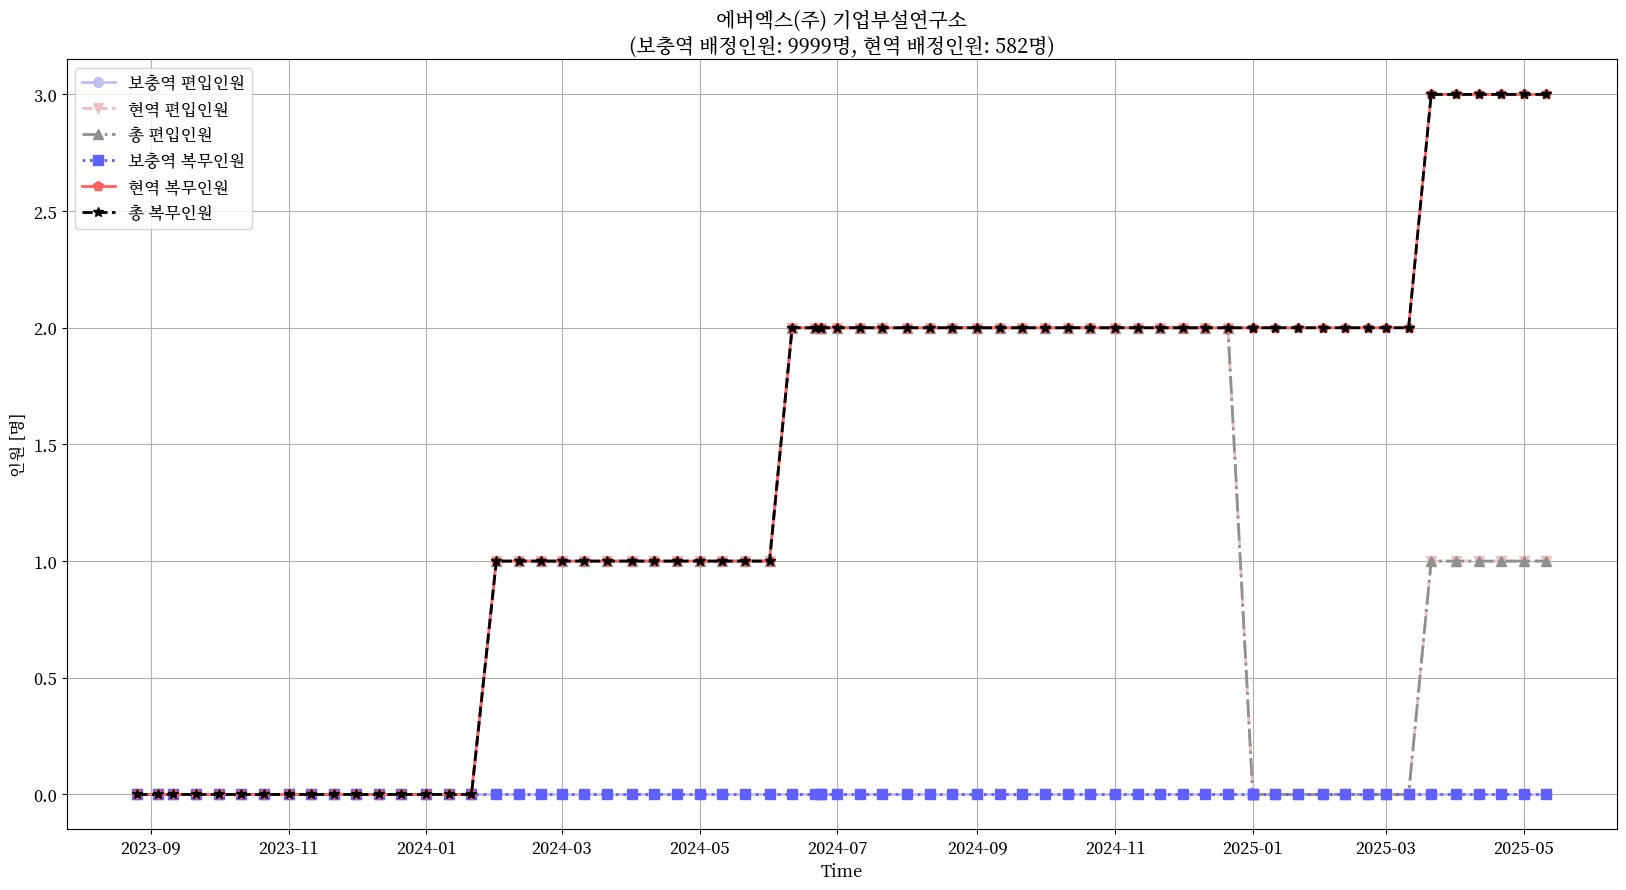 에버엑스(주) 기업부설연구소
(보충역 배정인원: 9999명, 현역 배정인원: 582명)
보충역 편입인원
현역 편입인원
총 편입인원
보충역 복무인원
현역 복무인원
총 복무인원
3.0
2.5
2.0
1.5
1.0
0.5
0.0
인원 [명]
2023-09 2023-11 2024-01 2024-03 2024-05 2024-07 2024-09 2024-11 2025-01 2025-03 2025-05
Time